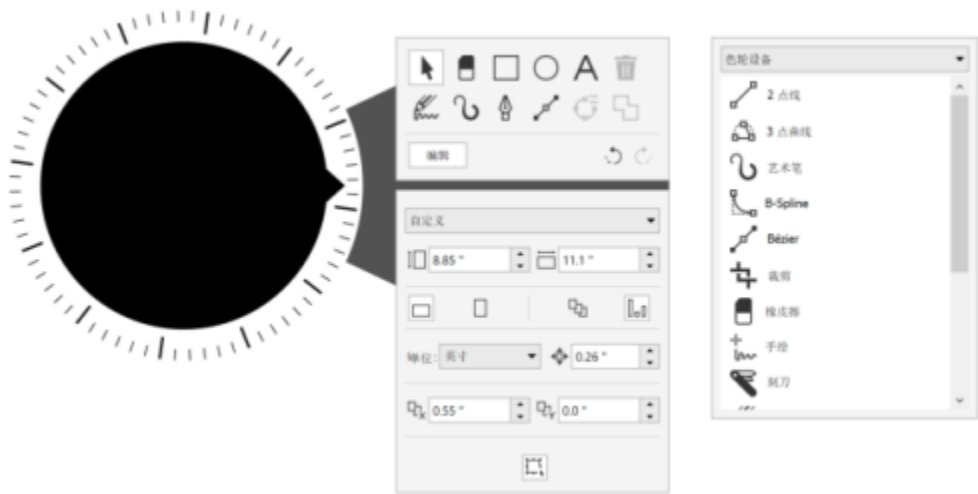 编辑
自定义
8.85 "
11.1 "
单位: 英寸
0.26 "
0.55 "
0.0 "
色轮设备
2 点线
3 点曲线
艺术笔
B-Spline
Bézier
裁剪
橡皮擦
手绘
刻刀